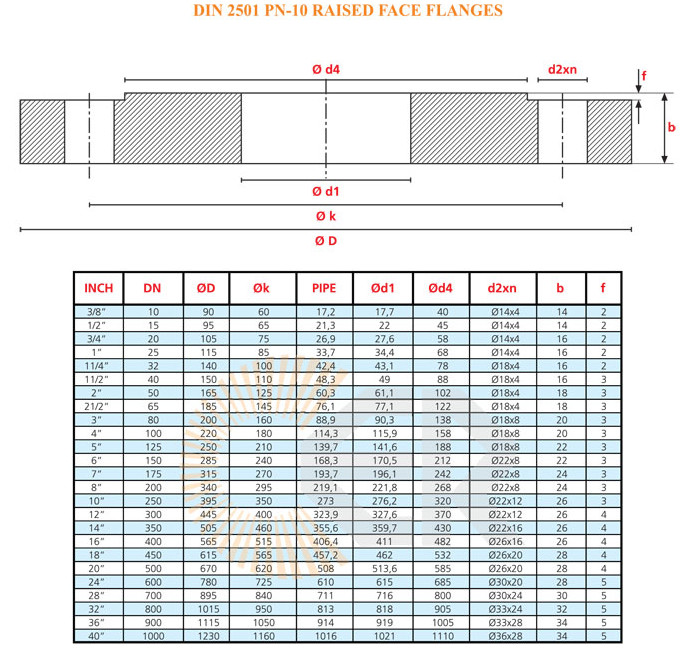 DIN 2501 PN-10 RAISED FACE FLANGES
Ø d4
d2xn
f
b
Ø d1
Ø k
Ø D
INCH DN ØD Øk PIPE Ød1 Ød4 d2xn b f
3/8" 10 90 60 17,2 17,7 40 Ø14x4 14 2
1/2" 15 95 65 21,3 22 45 Ø14x4 14 2
3/4" 20 105 75 26,9 27,6 58 Ø14x4 16 2
1" 25 115 85 33,7 34,4 68 Ø14x4 16 2
11/4" 32 140 100 42,4 43,1 78 Ø18x4 16 2
11/2" 40 150 110 48,3 49 88 Ø18x4 16 3
2" 50 165 125 60,3 61,1 102 Ø18x4 18 3
21/2" 65 185 145 76,1 77,1 122 Ø18x4 18 3
3" 80 200 160 88,9 90,3 138 Ø18x8 20 3
4" 100 220 180 114,3 115,9 158 Ø18x8 20 3
5" 125 250 210 139,7 141,6 188 Ø18x8 22 3
6" 150 285 240 168,3 170,5 212 Ø22x8 22 3
7" 175 315 270 193,7 196,1 242 Ø22x8 24 3
8" 200 340 295 219,1 221,8 268 Ø22x8 24 3
10" 250 395 350 273 276,2 320 Ø22x12 26 3
12" 300 445 400 323,9 327,6 370 Ø22x12 26 4
14" 350 505 460 355,6 359,7 430 Ø22x16 26 4
16" 400 565 515 406,4 411 482 Ø26x16 26 4
18" 450 615 565 457,2 462 532 Ø26x20 28 4
20" 500 670 620 508 513,6 585 Ø26x20 28 4
24" 600 780 725 610 615 685 Ø30x20 28 5
28" 700 895 840 711 716 800 Ø30x24 30 5
32" 800 1015 950 813 818 905 Ø33x24 32 5
36" 900 1115 1050 914 919 1005 Ø33x28 34 5
40" 1000 1230 1160 1016 1021 1110 Ø36x28 34 5